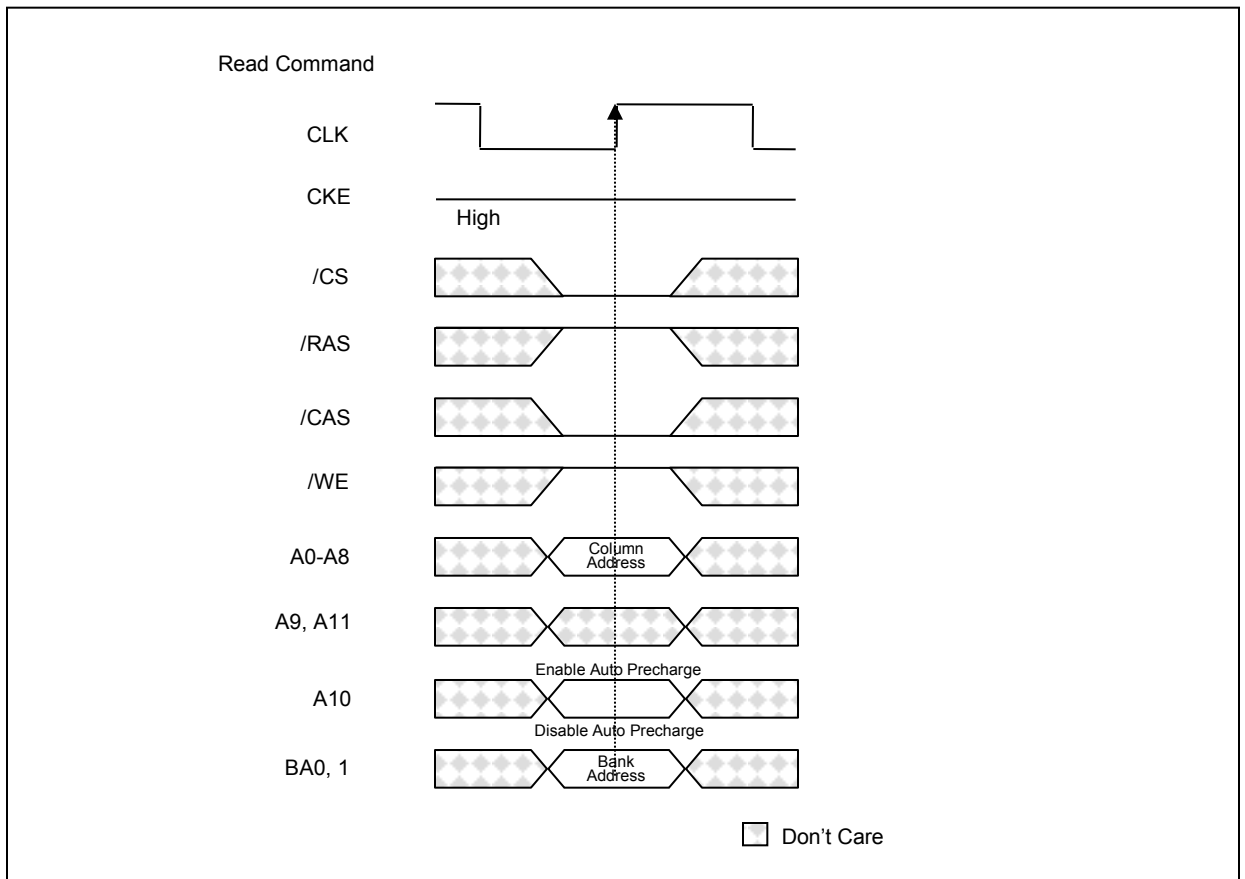 Read Command
CLK
CKE
High
/CS
/RAS
/CAS
/WE
A0-A8
Column
Address
A9, A11
Enable Auto Precharge
A10
Disable Auto Precharge
BA0, 1
Bank
Address
Don't Care